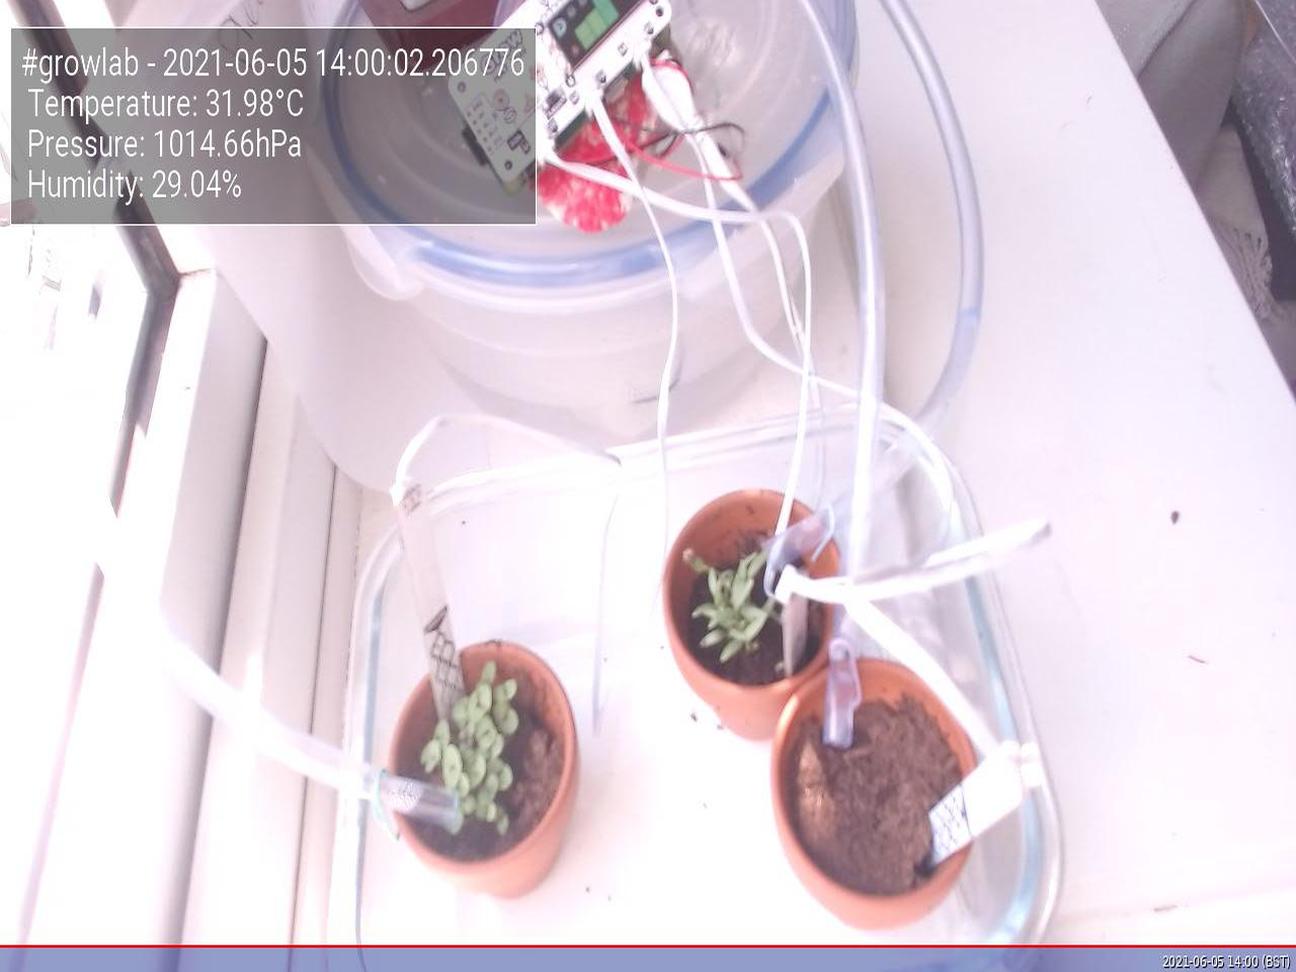 #growlab - 2021-06-05 14:00:02.206776
Temperature: 31.98°C
Pressure: 1014.66hPa
Humidity: 29.04%
2021-06-05 14:00 (BST)